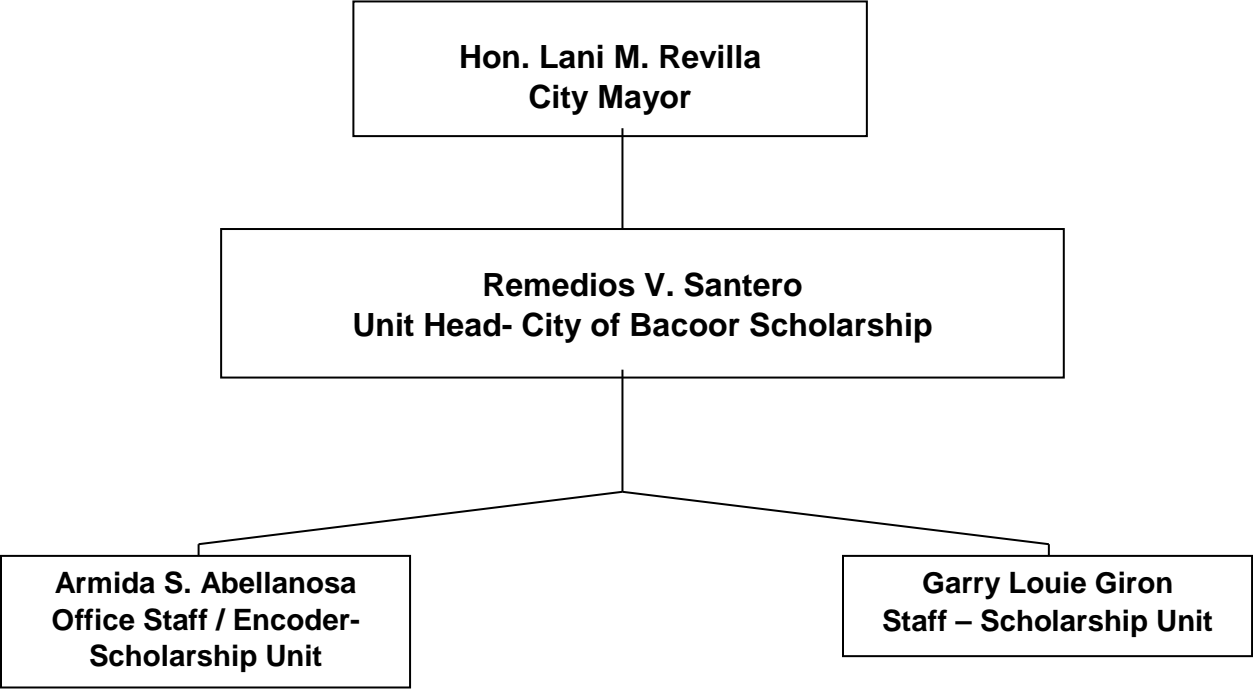 Hon. Lani M. Revilla
City Mayor
Remedios V. Santero
Unit Head- City of Bacoor Scholarship
Armida S. Abellanosa
Office Staff / Encoder-
Scholarship Unit
Garry Louie Giron
Staff – Scholarship Unit